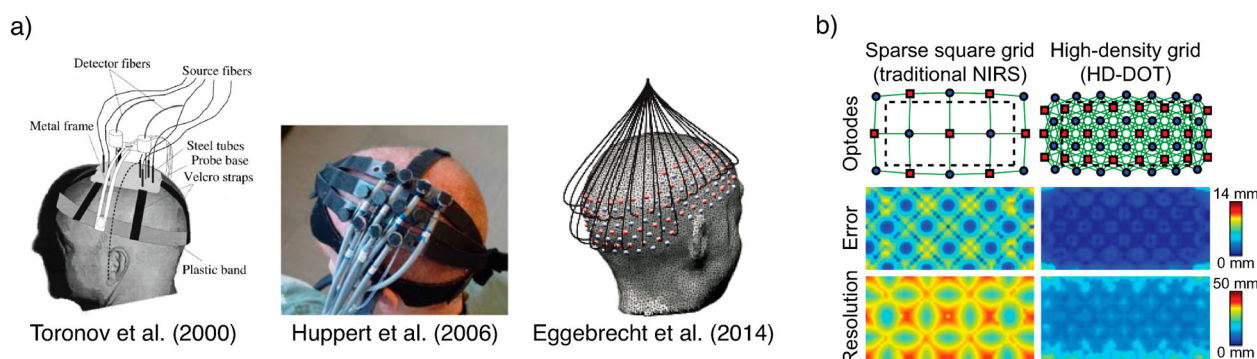 a)
Detector fibers
Source fibers
Metal frame
Steel tubes
Probe base
Velcro straps
Plastic band
Toronov et al. (2000)
Huppert et al. (2006)
Eggebrecht et al. (2014)
b)
Sparse square grid
(traditional NIRS)
High-density grid
(HD-DOT)
Optodes
Error
14 mm
0 mm
Resolution
50 mm
0 mm